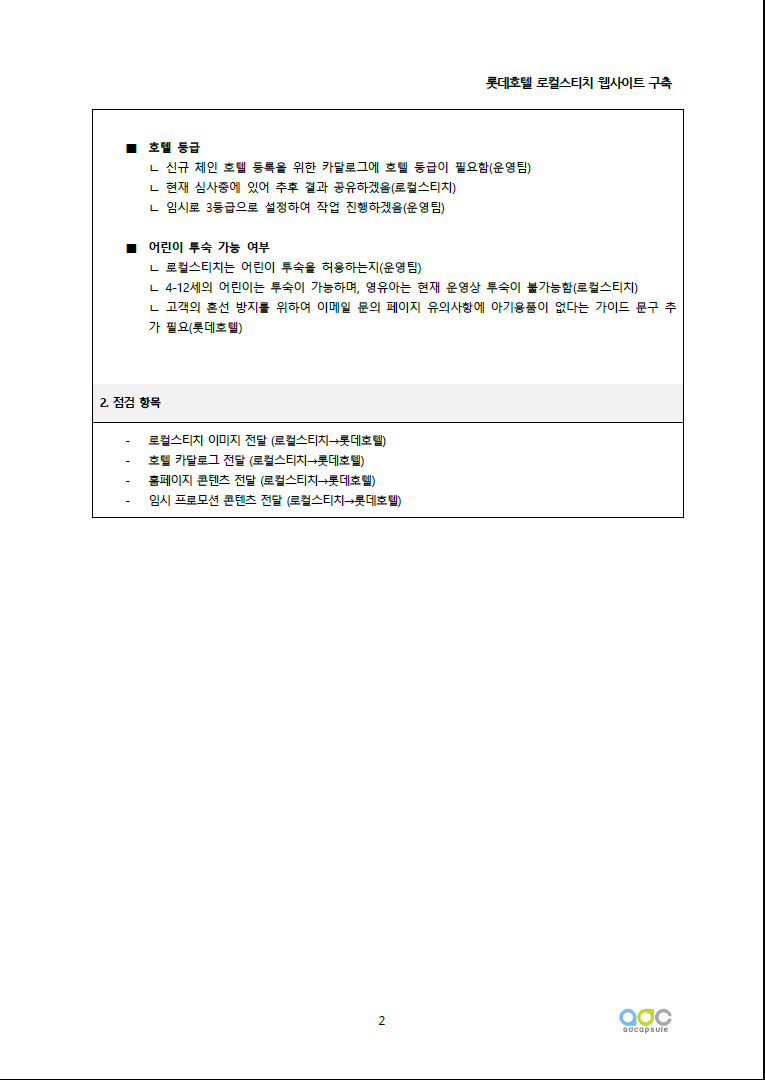 롯데호텔 로컬스티치 웹사이트 구축
■ 호텔 등급
ㄴ 신규 체인 호텔 등록을 위한 카달로그에 호텔 등급이 필요함(운영팀)
ㄴ 현재 심사중에 있어 추후 결과 공유하겠음(로컬스티치)
ㄴ 임시로 3등급으로 설정하여 작업 진행하겠음(운영팀)
■ 어린이 투숙 가능 여부
ㄴ 로컬스티치는 어린이 투숙을 허용하는지(운영팀)
ㄴ 4-12세의 어린이는 투숙이 가능하며, 영유아는 현재 운영상 투숙이 불가능함(로컬스티치)
ㄴ 고객의 혼선 방지를 위하여 이메일 문의 페이지 유의사항에 아기용품이 없다는 가이드 문구 추
가 필요(롯데호텔)
2. 점검 항목
- 로컬스티치 이미지 전달 (로컬스티치→롯데호텔)
- 호텔 카달로그 전달 (로컬스티치→롯데호텔)
- 홈페이지 콘텐츠 전달 (로컬스티치→롯데호텔)
- 임시 프로모션 콘텐츠 전달 (로컬스티치→롯데호텔)
2
adc
adcapsule